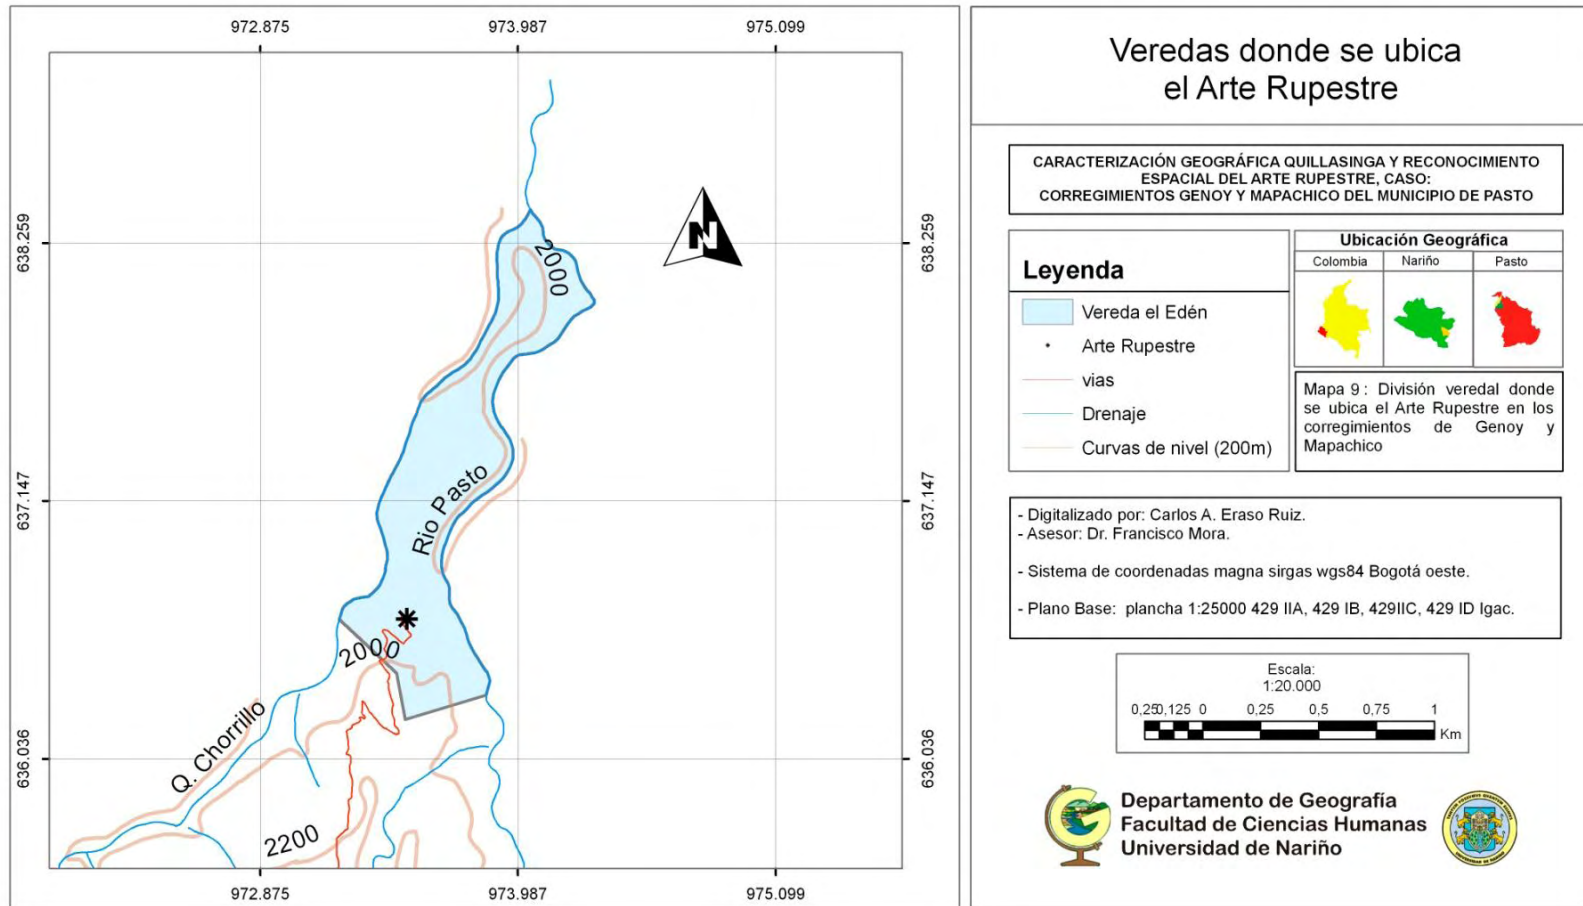 972.875
973.987
975.099
638.259
638.259
637.147
637.147
636.036
636.036
2000
Rio Pasto
2000
Q. Chorrillo
2200
972.875
973.987
975.099
N
Veredas donde se ubica
el Arte Rupestre
CARACTERIZACIÓN GEOGRÁFICA QUILLASINGA Y RECONOCIMIENTO
ESPACIAL DEL ARTE RUPESTRE, CASO:
CORREGIMIENTOS GENOY Y MAPACHICO DEL MUNICIPIO DE PASTO
Leyenda
Vereda el Edén
Arte Rupestre
vias
Drenaje
Curvas de nivel (200m)
Ubicación Geográfica
Colombia
Nariño
Pasto
Mapa 9 : División veredal donde
se ubica el Arte Rupestre en los
corregimientos de Genoy y
Mapachico
- Digitalizado por: Carlos A. Eraso Ruiz.
- Asesor: Dr. Francisco Mora.
- Sistema de coordenadas magna sirgas wgs84 Bogotá oeste.
- Plano Base: plancha 1:25000 429 IIA, 429 IB, 429IIC, 429 ID Igac.
Escala:
1:20.000
0,25 0,125 0 0,25 0,5 0,75 1
Km
Departamento de Geografía
Facultad de Ciencias Humanas
Universidad de Nariño